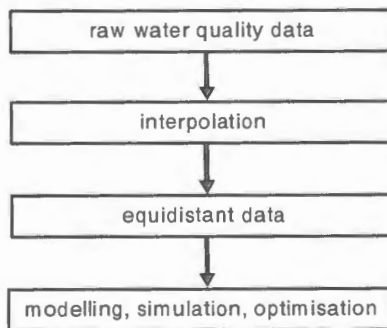 raw water quality data
interpolation
equidistant data
modelling, simulation, optimisation